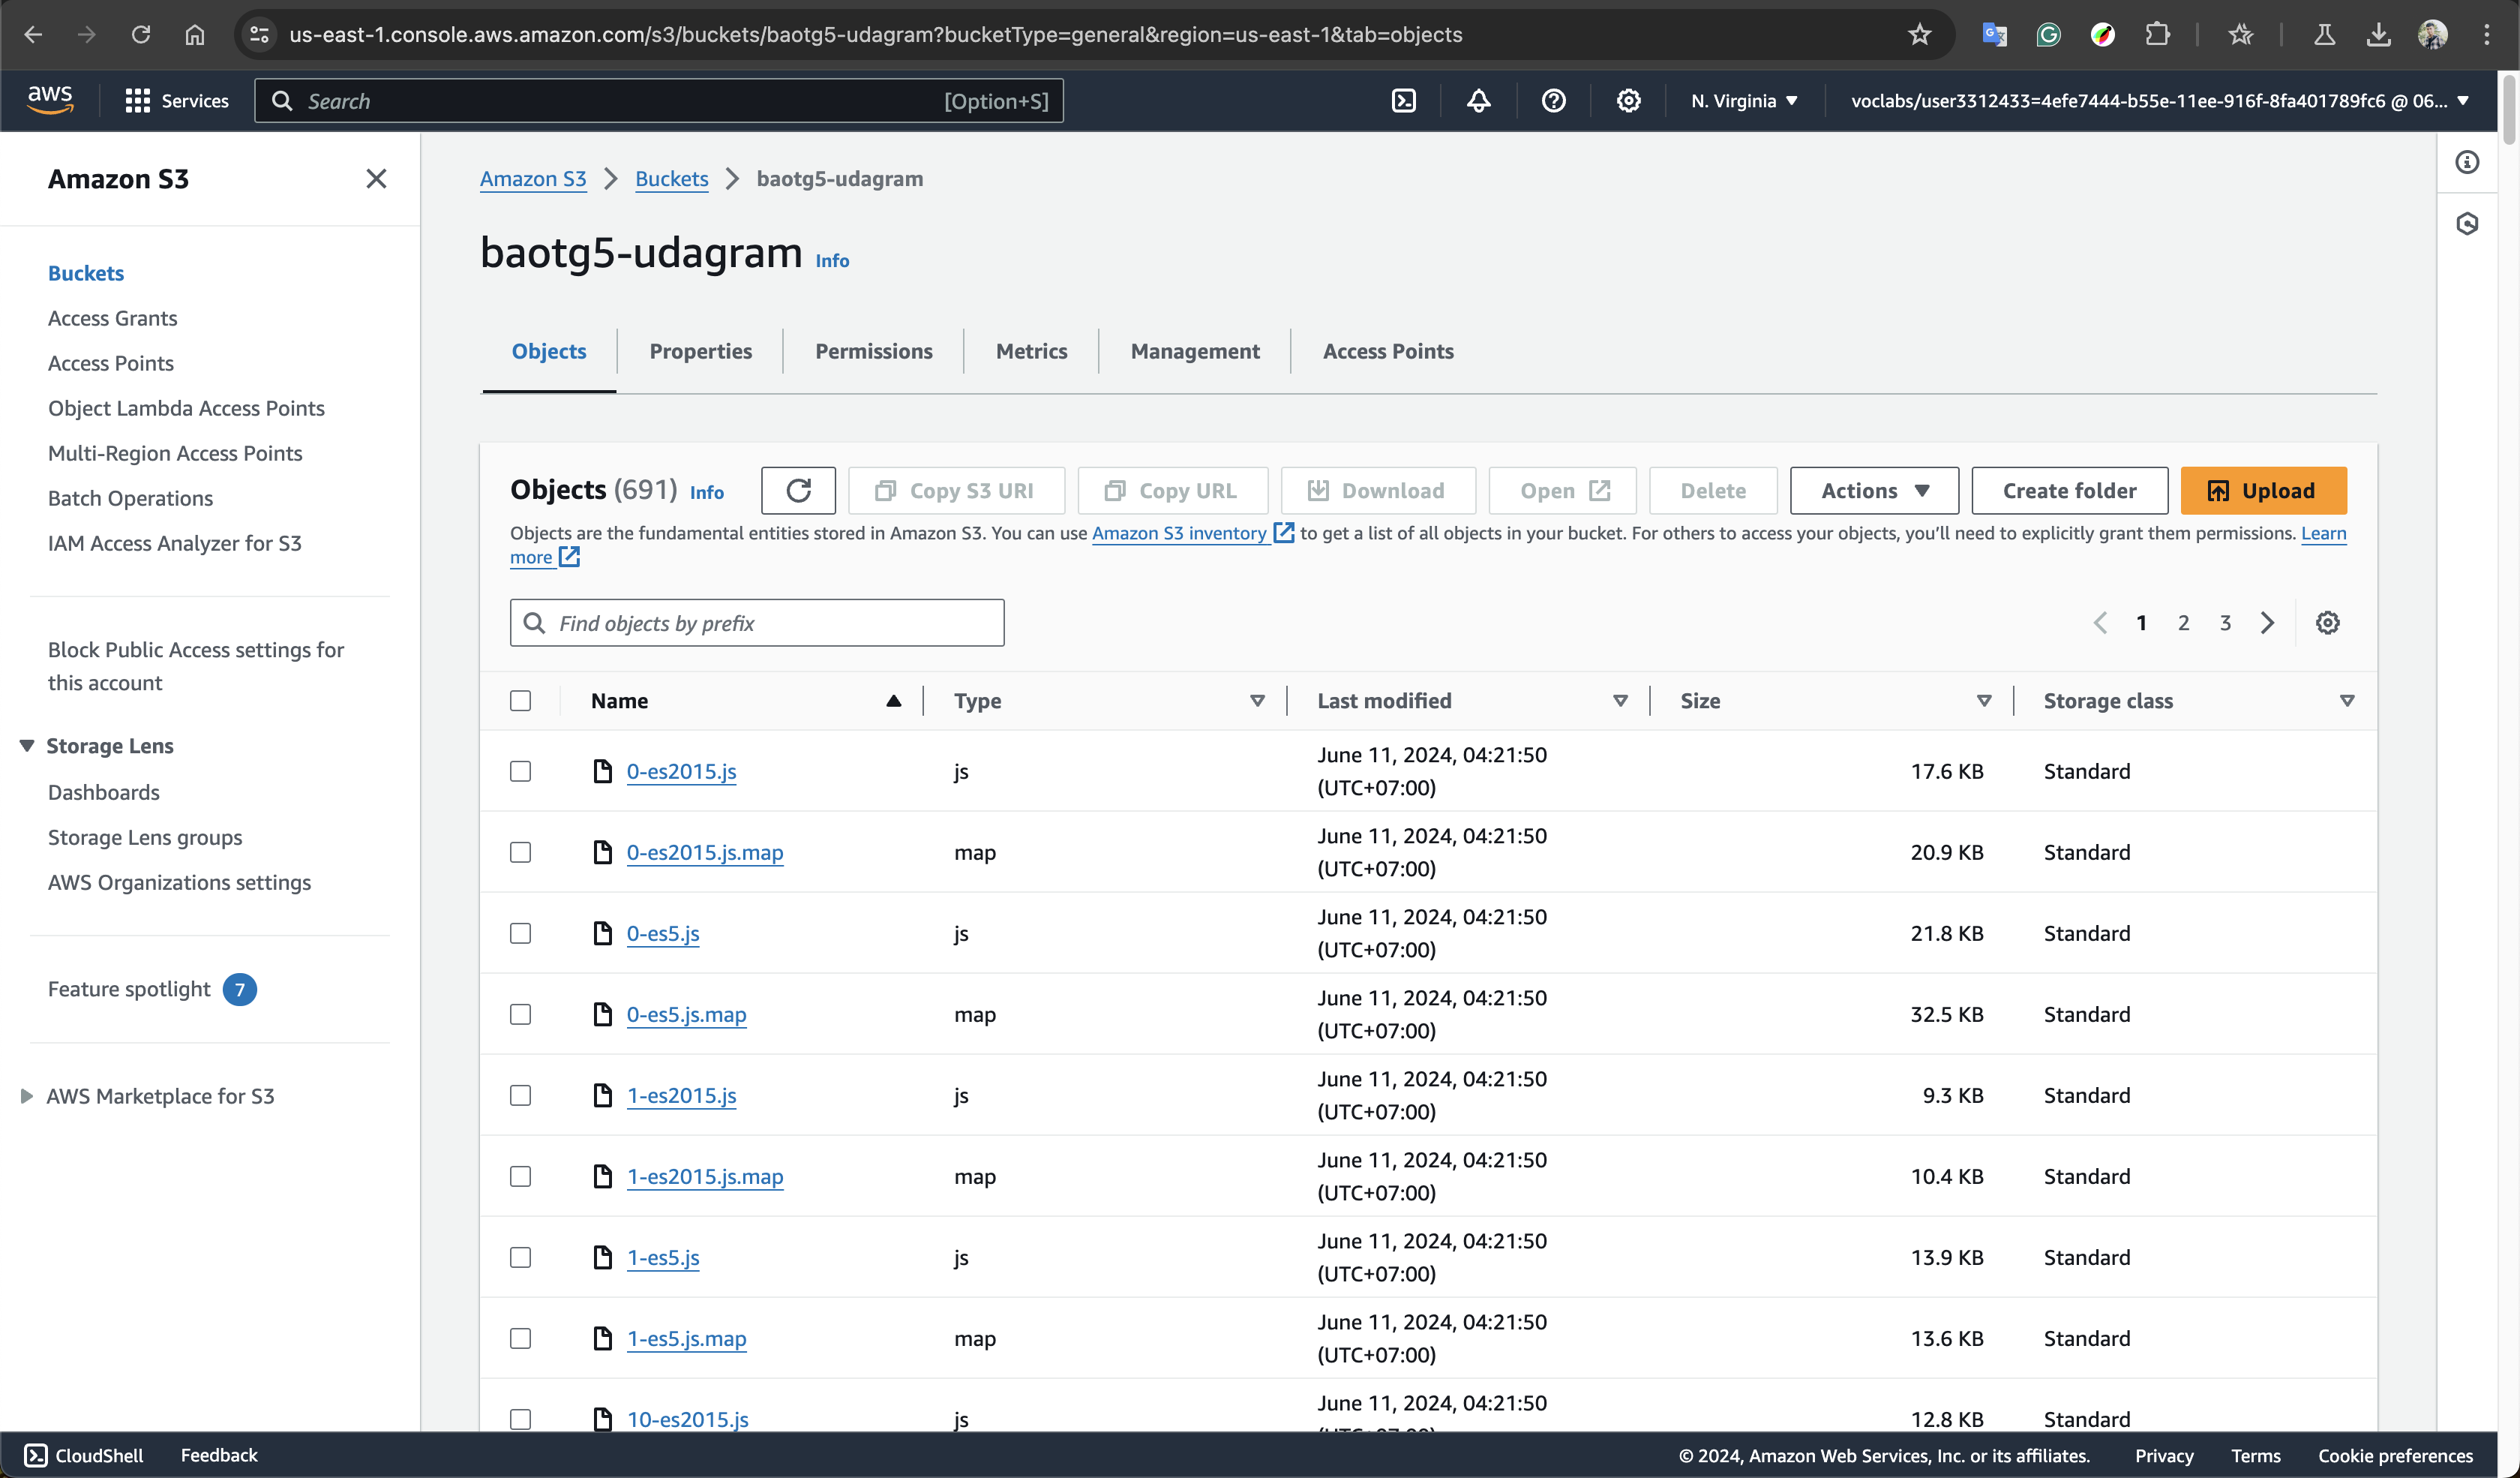 us-east-1.console.aws.amazon.com/s3/buckets/baotg5-udagram?bucketType=general&region=us-east-1&tab=objects
aws Services Search [Option+S] N. Virginia voclabs/user3312433=4efe7444-b55e-11ee-916f-8fa401789fc6 @ 06...
Amazon S3
Buckets
Access Grants
Access Points
Object Lambda Access Points
Multi-Region Access Points
Batch Operations
IAM Access Analyzer for S3
Block Public Access settings for
this account
Storage Lens
Dashboards
Storage Lens groups
AWS Organizations settings
Feature spotlight 7
AWS Marketplace for S3
Amazon S3 Buckets baotg5-udagram
baotg5-udagram Info
Objects Properties Permissions Metrics Management Access Points
Objects (691) Info Copy S3 URI Copy URL Download Open Delete Actions Create folder Upload
Objects are the fundamental entities stored in Amazon S3. You can use Amazon S3 inventory to get a list of all objects in your bucket. For others to access your objects, you’ll need to explicitly grant them permissions. Learn
more
Find objects by prefix 1 2 3
Name Type Last modified Size Storage class
0-es2015.js js June 11, 2024, 04:21:50 17.6 KB Standard
(UTC+07:00)
0-es2015.js.map map June 11, 2024, 04:21:50 20.9 KB Standard
(UTC+07:00)
0-es5.js js June 11, 2024, 04:21:50 21.8 KB Standard
(UTC+07:00)
0-es5.js.map map June 11, 2024, 04:21:50 32.5 KB Standard
(UTC+07:00)
1-es2015.js js June 11, 2024, 04:21:50 9.3 KB Standard
(UTC+07:00)
1-es2015.js.map map June 11, 2024, 04:21:50 10.4 KB Standard
(UTC+07:00)
1-es5.js js June 11, 2024, 04:21:50 13.9 KB Standard
(UTC+07:00)
1-es5.js.map map June 11, 2024, 04:21:50 13.6 KB Standard
(UTC+07:00)
10-es2015.js js June 11, 2024, 04:21:50 12.8 KB Standard
CloudShell Feedback © 2024, Amazon Web Services, Inc. or its affiliates. Privacy Terms Cookie preferences